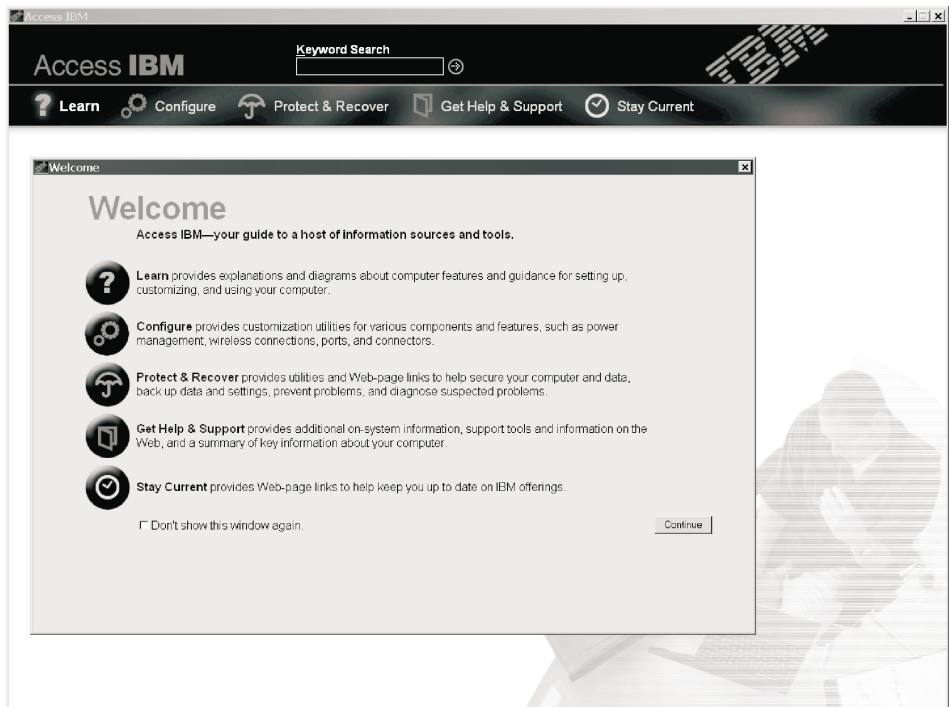 Access IBM
Access IBM
Keyword Search
IBM
Learn
Configure
Protect & Recover
Get Help & Support
Stay Current
Welcome
Welcome
Access IBM—your guide to a host of information sources and tools.
Learn provides explanations and diagrams about computer features and guidance for setting up,
customizing, and using your computer.
Configure provides customization utilities for various components and features, such as power
management, wireless connections, ports, and connectors.
Protect & Recover provides utilities and Web-page links to help secure your computer and data,
back up data and settings, prevent problems, and diagnose suspected problems.
Get Help & Support provides additional on-system information, support tools and information on the
Web, and a summary of key information about your computer.
Stay Current provides Web-page links to help keep you up to date on IBM offerings.
Don't show this window again.
Continue